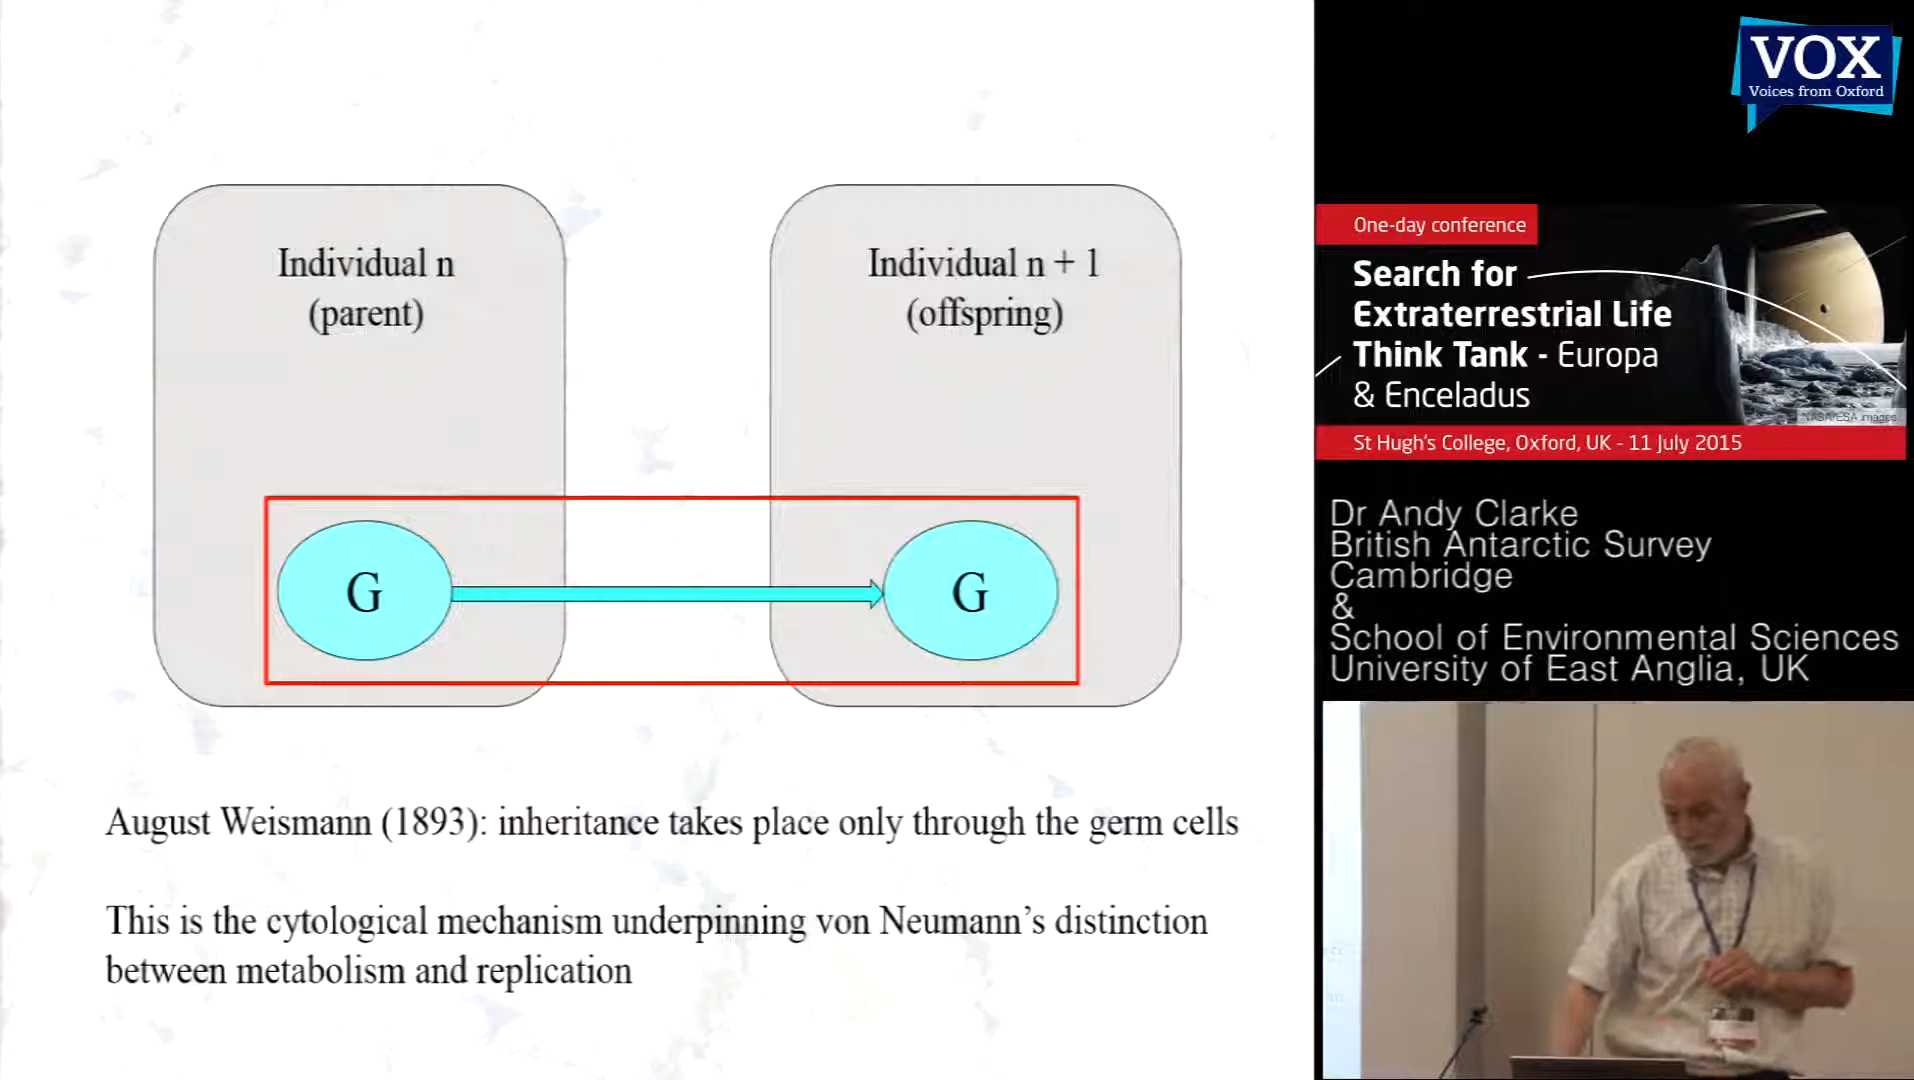 Individual n
(parent)
Individual n + 1
(offspring)
G
G
August Weismann (1893): inheritance takes place only through the germ cells
This is the cytological mechanism underpinning von Neumann’s distinction
between metabolism and replication
VOX
Voices from Oxford
One-day conference
Search for
Extraterrestrial Life
Think Tank - Europa
& Enceladus
NASA/ESA images
St Hugh's College, Oxford, UK - 11 July 2015
Dr Andy Clarke
British Antarctic Survey
Cambridge
&
School of Environmental Sciences
University of East Anglia, UK